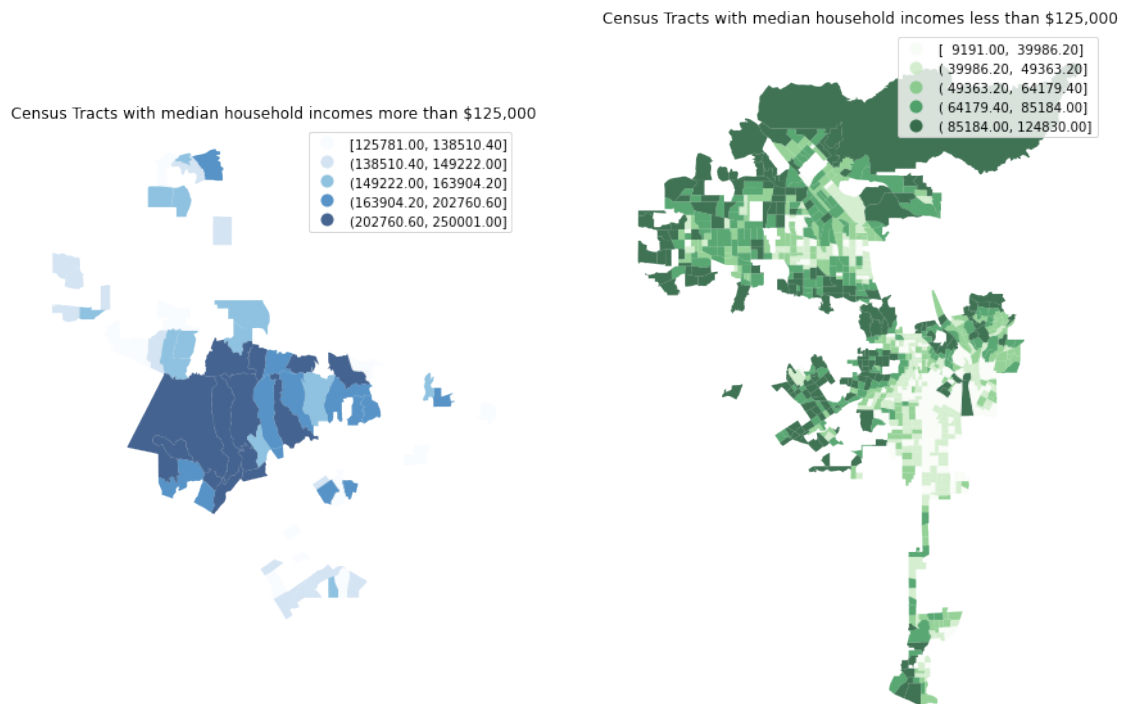 Census Tracts with median household incomes more than $125,000
[125781.00, 138510.40]
(138510.40, 149222.00]
(149222.00, 163904.20]
(163904.20, 202760.60]
(202760.60, 250001.00]
Census Tracts with median household incomes less than $125,000
[  9191.00,  39986.20]
( 39986.20,  49363.20]
( 49363.20,  64179.40]
( 64179.40,  85184.00]
( 85184.00, 124830.00]